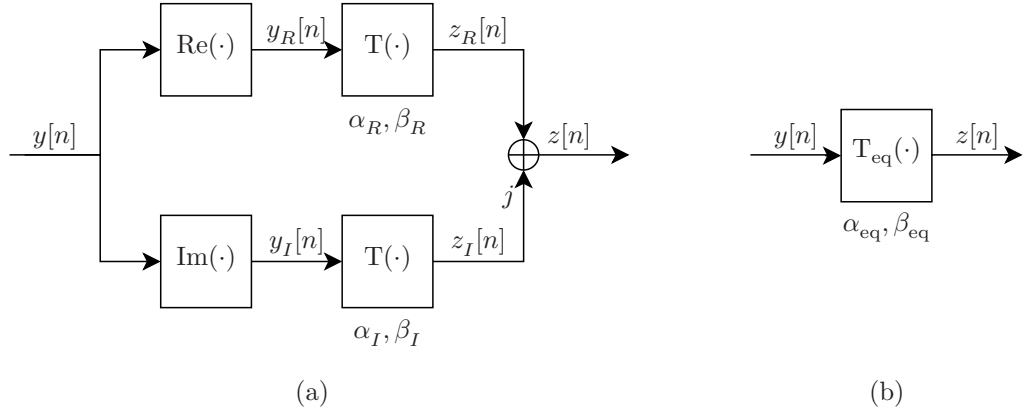 Re(·)
y_R[n]
T(·)
z_R[n]
α_R, β_R
y[n]
z[n]
j
Im(·)
y_I[n]
T(·)
z_I[n]
α_I, β_I
(a)
y[n]
T_eq(·)
z[n]
α_eq, β_eq
(b)